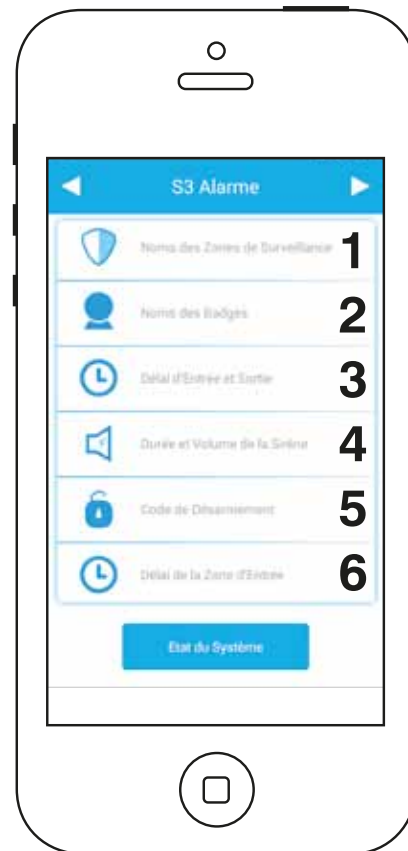 S3 Alarme
Noms des Zones de Surveillance 1
Noms des Badges 2
Délai d'Entrée et Sortie 3
Durée et Volume de la Sirène 4
Code de Désarmement 5
Délai de la Zone d'Entrée 6
Etat du Système